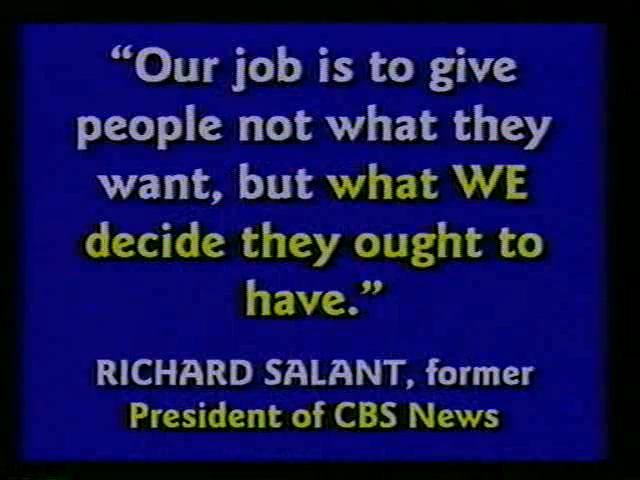 “Our job is to give
people not what they
want, but what WE
decide they ought to
have.”
RICHARD SALANT, former
President of CBS News